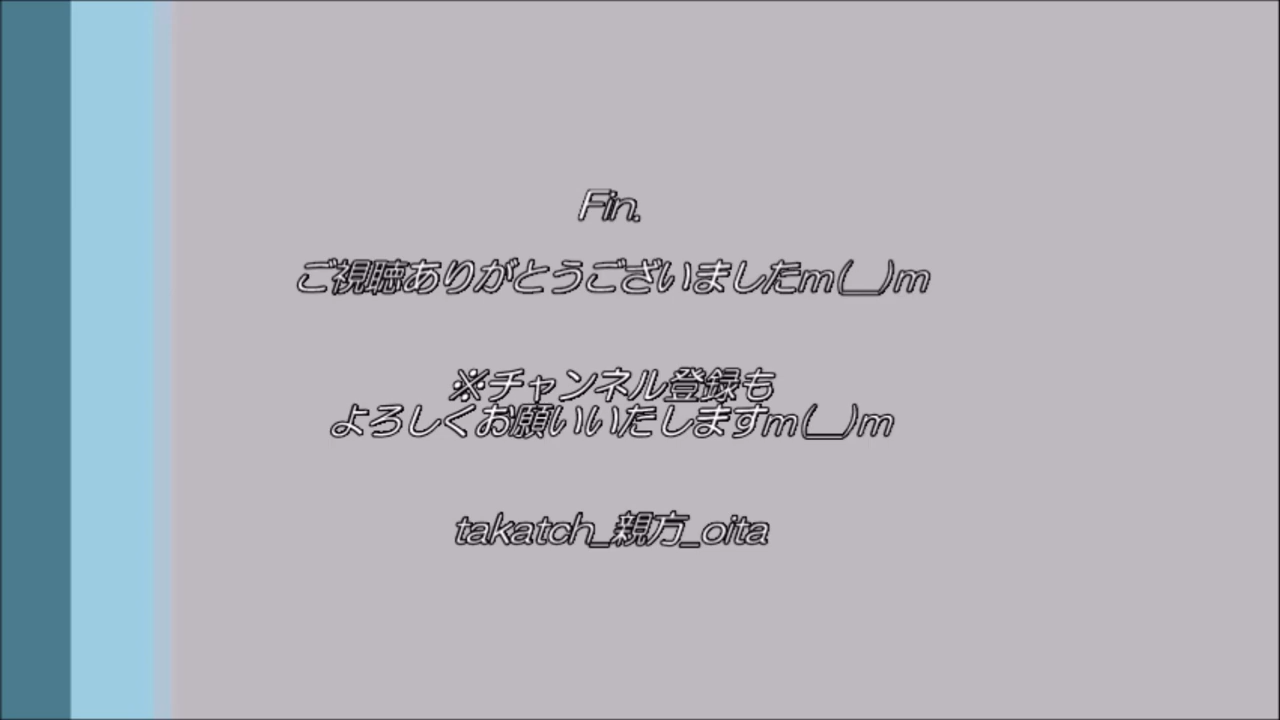 Fin.
ご視聴ありがとうございましたm(__)m
※チャンネル登録も
よろしくお願いいたしますm(__)m
takatch_親方_oita